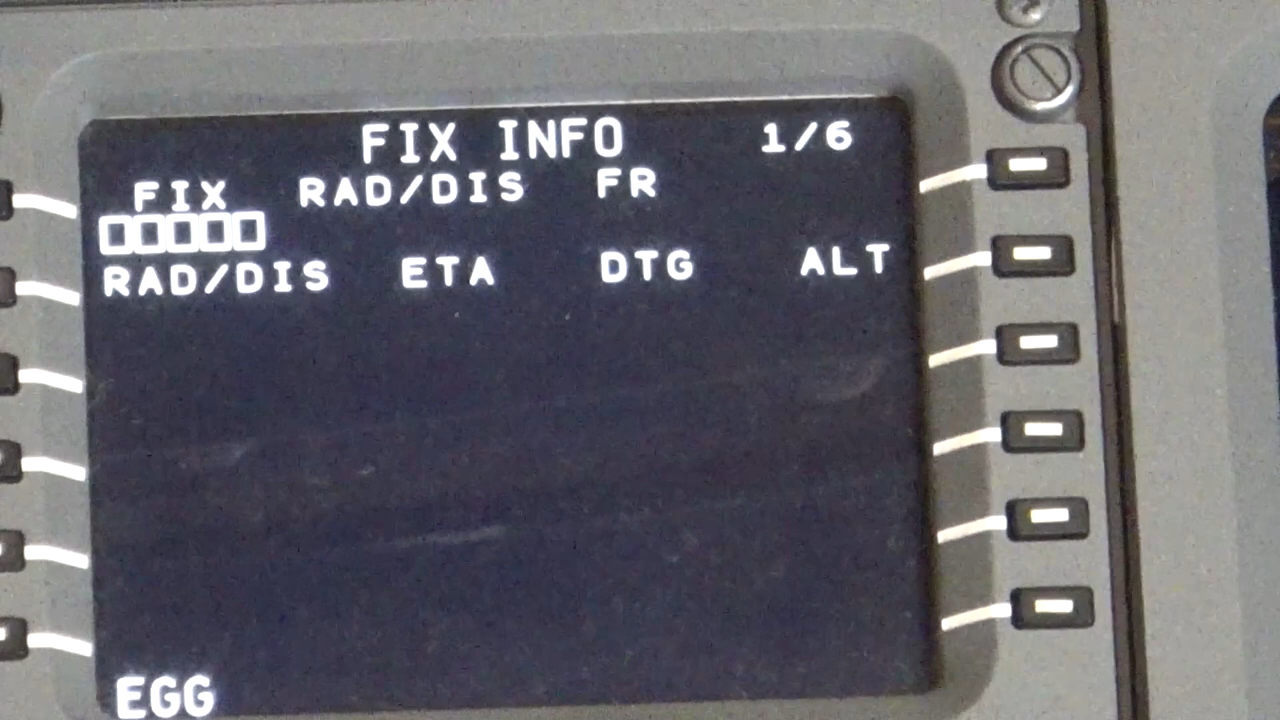 FIX INFO 1/6
FIX RAD/DIS FR
□□□□□
RAD/DIS ETA DTG ALT
EGG